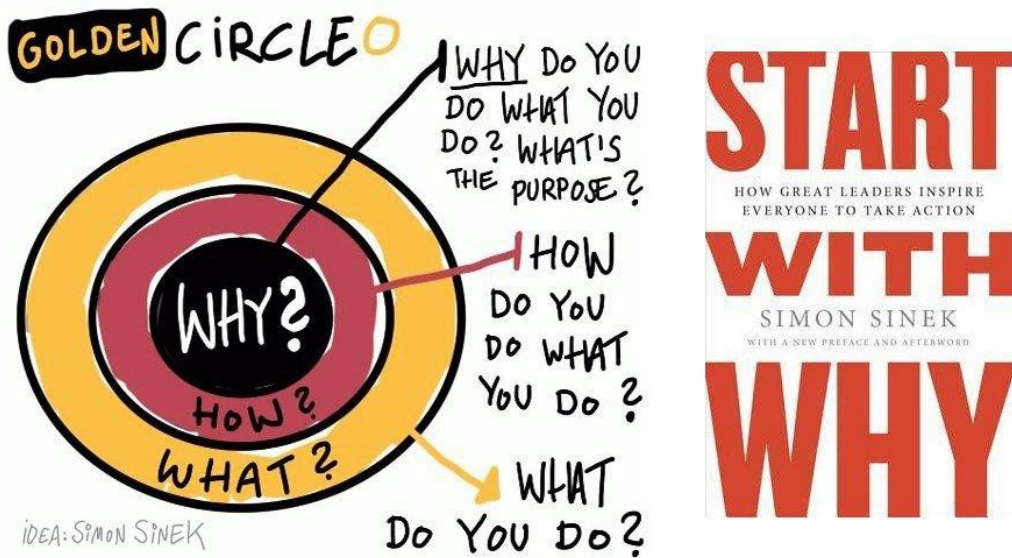 GOLDEN CiRCLE
WHY DO YOU
DO WHAT YOU
DO? WHAT'S
THE PURPOSE?
WHY?
HOW?
WHAT?
HOW
DO YOU
DO WHAT
YOU DO?
WHAT
DO YOU DO?
iDEA: SiMON SiNEK
START
HOW GREAT LEADERS INSPIRE
EVERYONE TO TAKE ACTION
WITH
SIMON SINEK
WITH A NEW PREFACE AND AFTERWORD
WHY